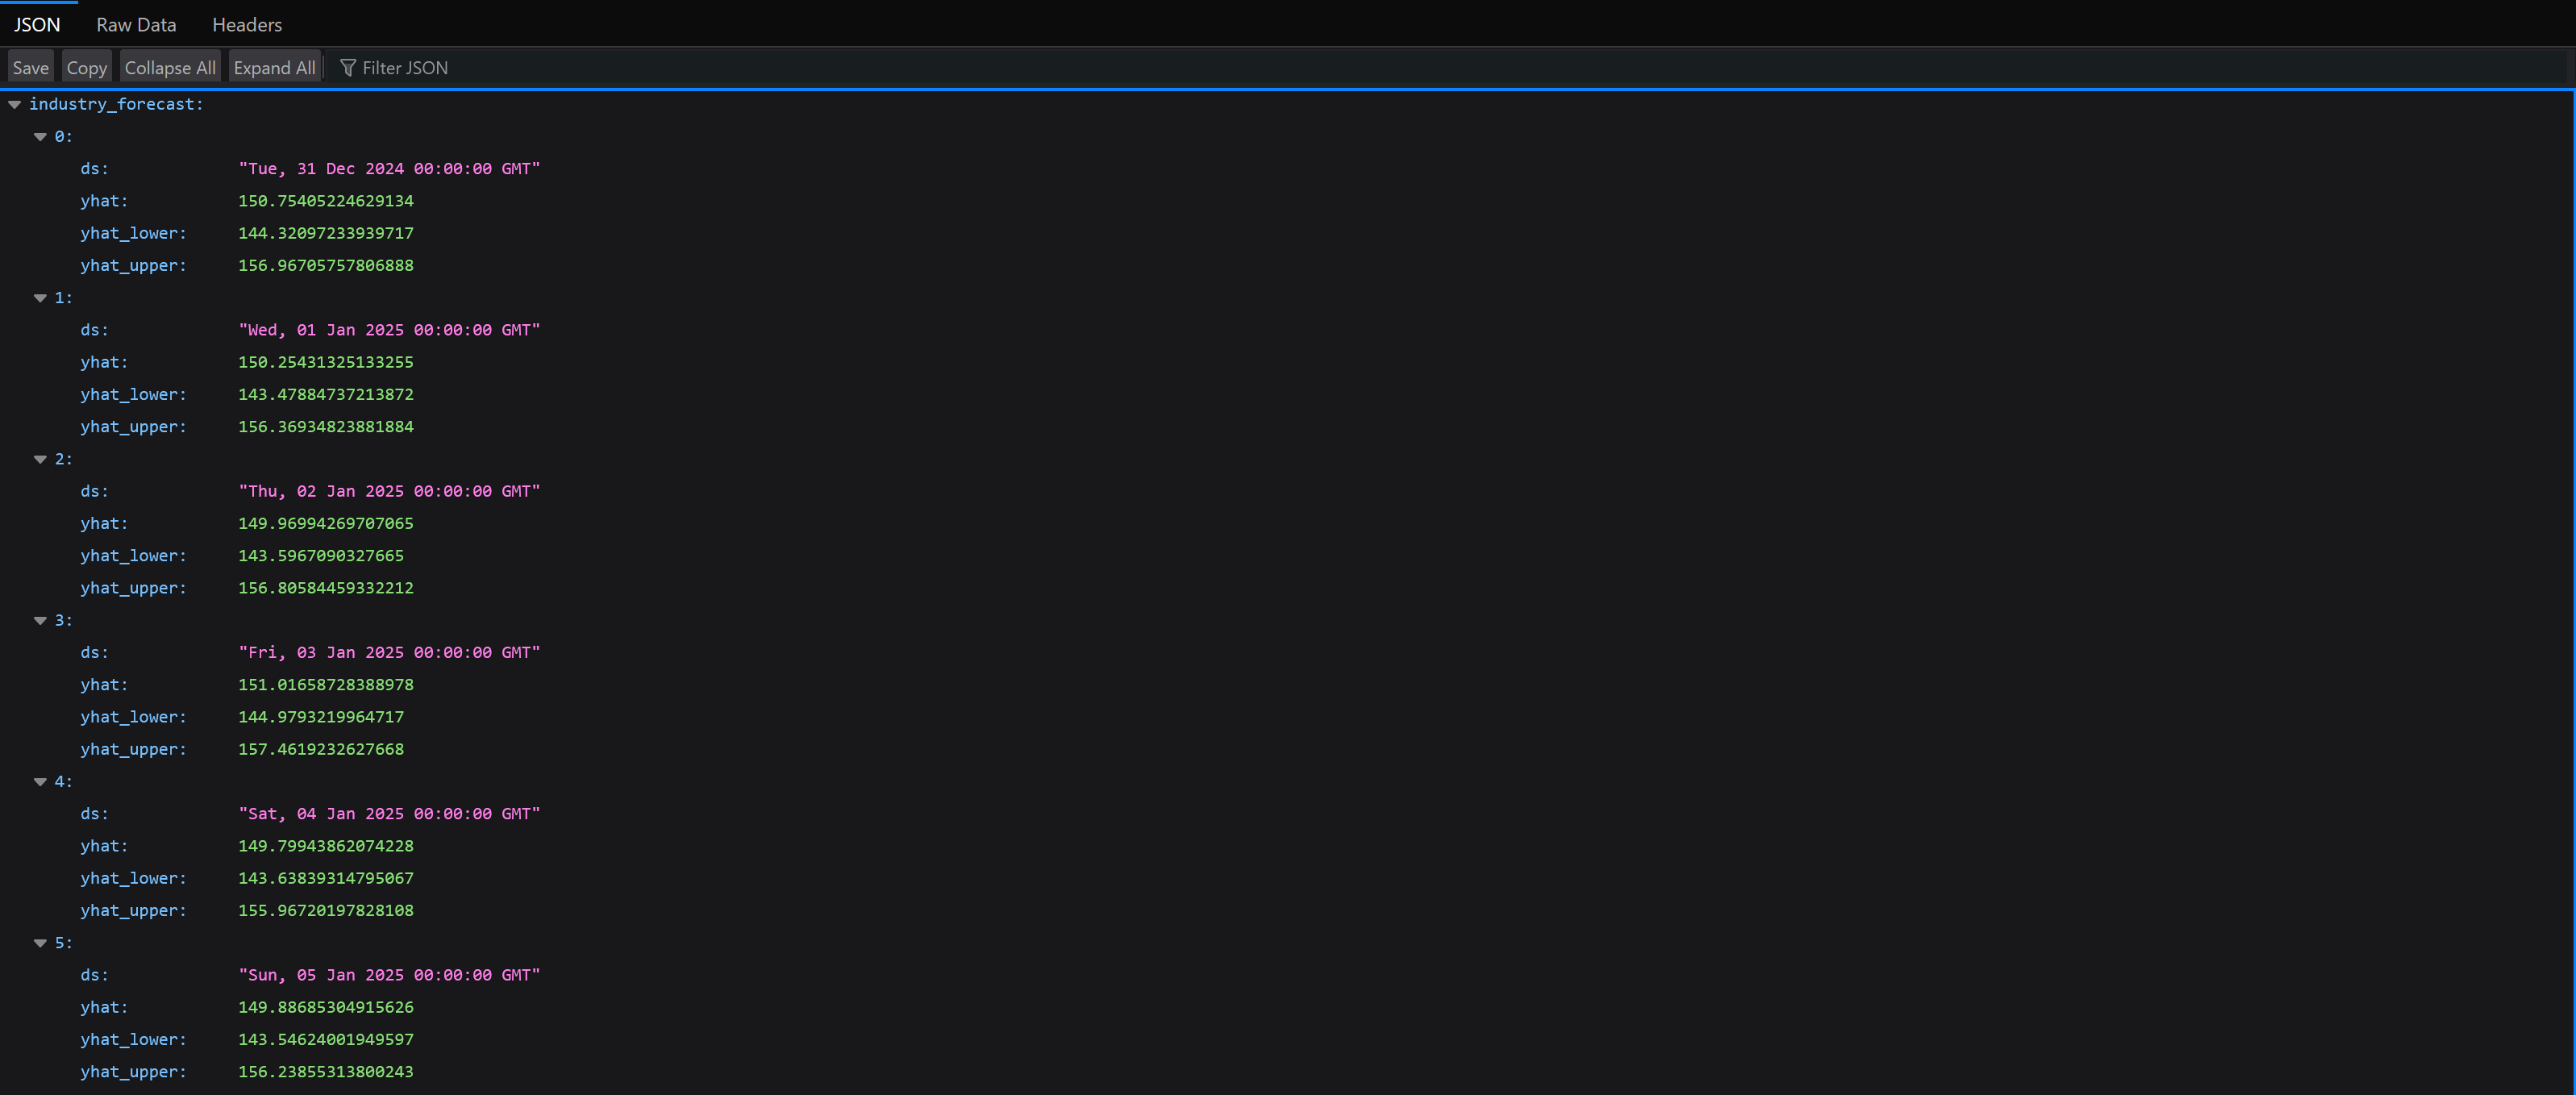 JSON Raw Data Headers
Save Copy Collapse All Expand All Filter JSON
industry_forecast:
0:
ds: "Tue, 31 Dec 2024 00:00:00 GMT"
yhat: 150.75405224629134
yhat_lower: 144.32097233939717
yhat_upper: 156.96705757806888
1:
ds: "Wed, 01 Jan 2025 00:00:00 GMT"
yhat: 150.25431325133255
yhat_lower: 143.47884737213872
yhat_upper: 156.36934823881884
2:
ds: "Thu, 02 Jan 2025 00:00:00 GMT"
yhat: 149.96994269707065
yhat_lower: 143.5967090327665
yhat_upper: 156.80584459332212
3:
ds: "Fri, 03 Jan 2025 00:00:00 GMT"
yhat: 151.01658728388978
yhat_lower: 144.9793219964717
yhat_upper: 157.4619232627668
4:
ds: "Sat, 04 Jan 2025 00:00:00 GMT"
yhat: 149.79943862074228
yhat_lower: 143.63839314795067
yhat_upper: 155.96720197828108
5:
ds: "Sun, 05 Jan 2025 00:00:00 GMT"
yhat: 149.88685304915626
yhat_lower: 143.54624001949597
yhat_upper: 156.23855313800243